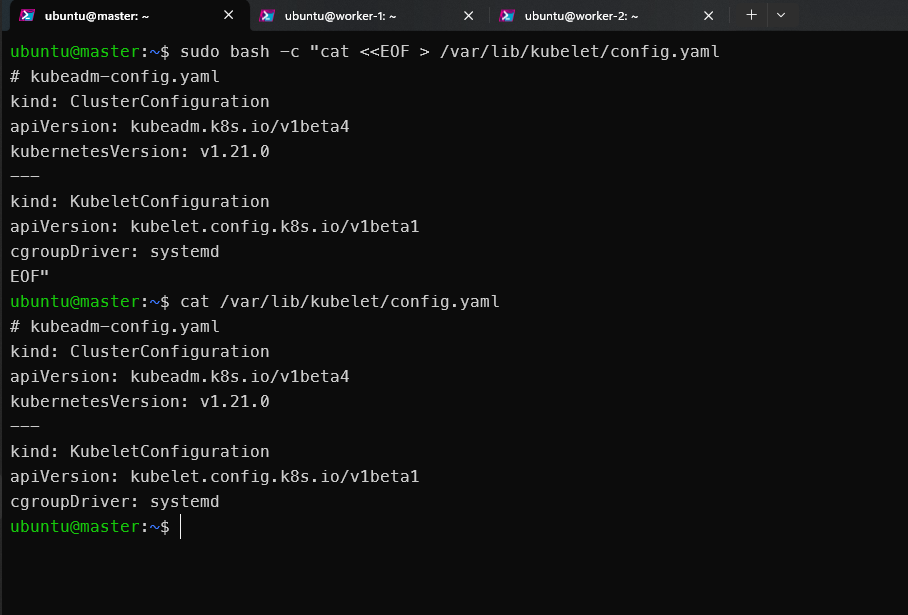 ubuntu@master: ~
ubuntu@worker-1: ~
ubuntu@worker-2: ~
ubuntu@master:~$ sudo bash -c "cat <<EOF > /var/lib/kubelet/config.yaml
# kubeadm-config.yaml
kind: ClusterConfiguration
apiVersion: kubeadm.k8s.io/v1beta4
kubernetesVersion: v1.21.0
---
kind: KubeletConfiguration
apiVersion: kubelet.config.k8s.io/v1beta1
cgroupDriver: systemd
EOF"
ubuntu@master:~$ cat /var/lib/kubelet/config.yaml
# kubeadm-config.yaml
kind: ClusterConfiguration
apiVersion: kubeadm.k8s.io/v1beta4
kubernetesVersion: v1.21.0
---
kind: KubeletConfiguration
apiVersion: kubelet.config.k8s.io/v1beta1
cgroupDriver: systemd
ubuntu@master:~$